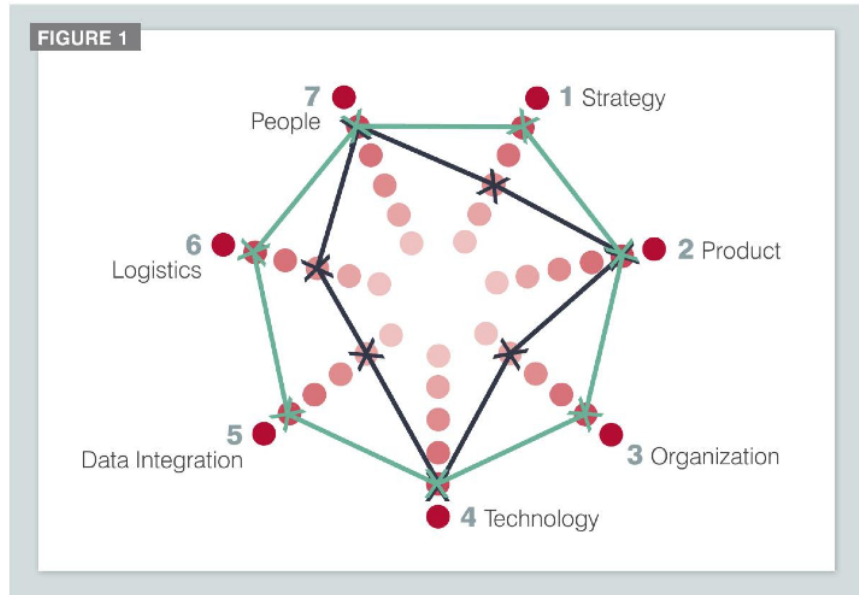 FIGURE 1
7
People
1 Strategy
6
Logistics
2 Product
5
Data Integration
3 Organization
4 Technology